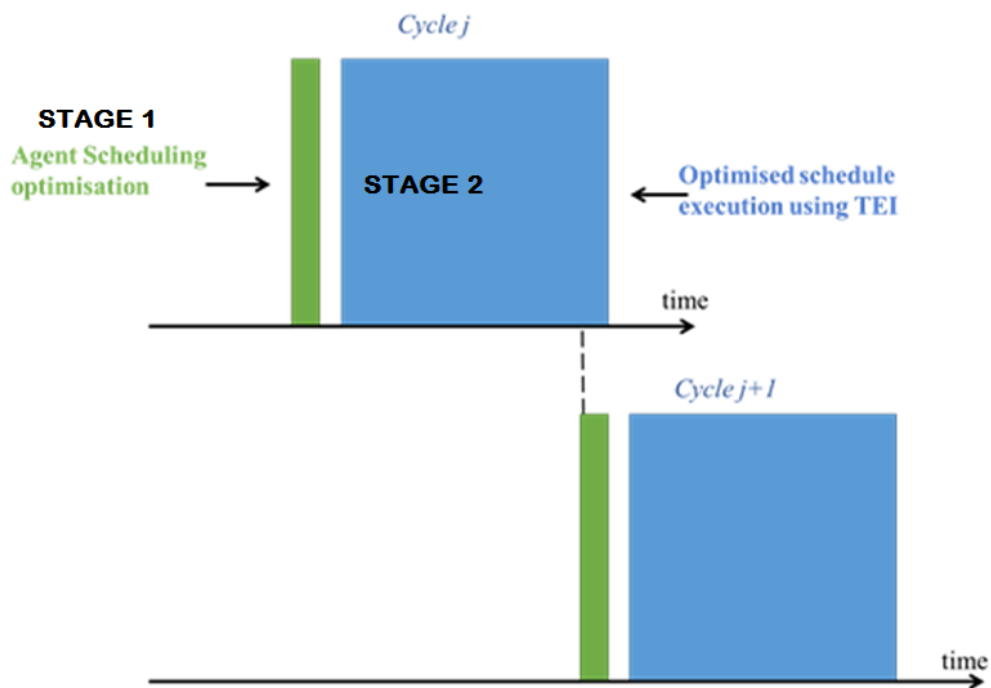 Cycle j
STAGE 1
Agent Scheduling
optimisation
STAGE 2
Optimised schedule
execution using TEI
time
Cycle j+1
time